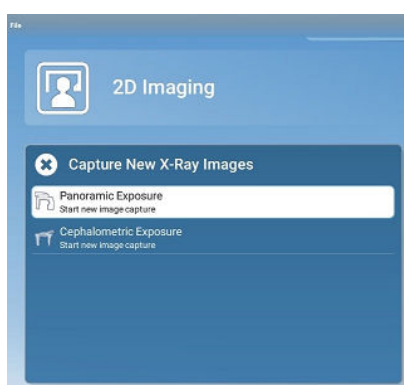 File
2D Imaging
Capture New X-Ray Images
Panoramic Exposure
Start new image capture
Cephalometric Exposure
Start new image capture